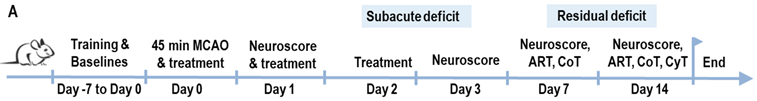 A
Subacute deficit
Residual deficit
Training &
Baselines
45 min MCAO
& treatment
Neuroscore
& treatment
Treatment
Neuroscore
Neuroscore,
ART, CoT
Neuroscore,
ART, CoT, CyT
End
Day -7 to Day 0
Day 0
Day 1
Day 2
Day 3
Day 7
Day 14